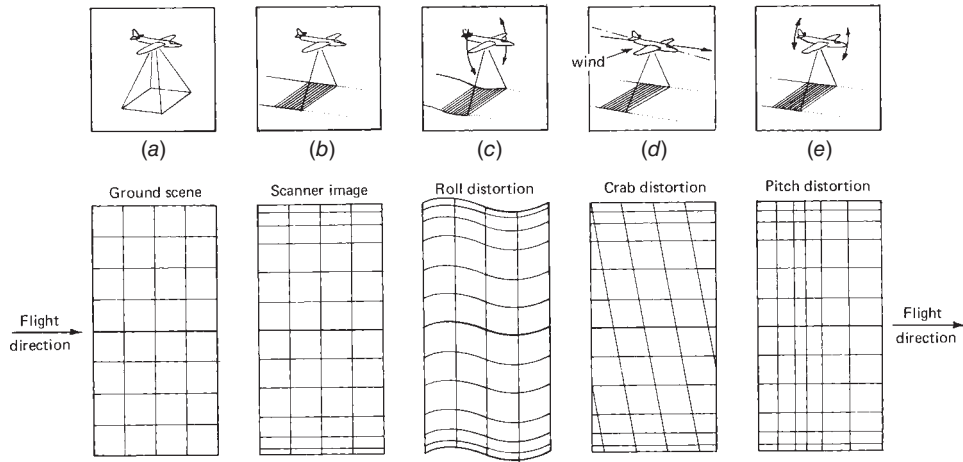 wind
(a)
(b)
(c)
(d)
(e)
Ground scene
Scanner image
Roll distortion
Crab distortion
Pitch distortion
Flight
direction
Flight
direction